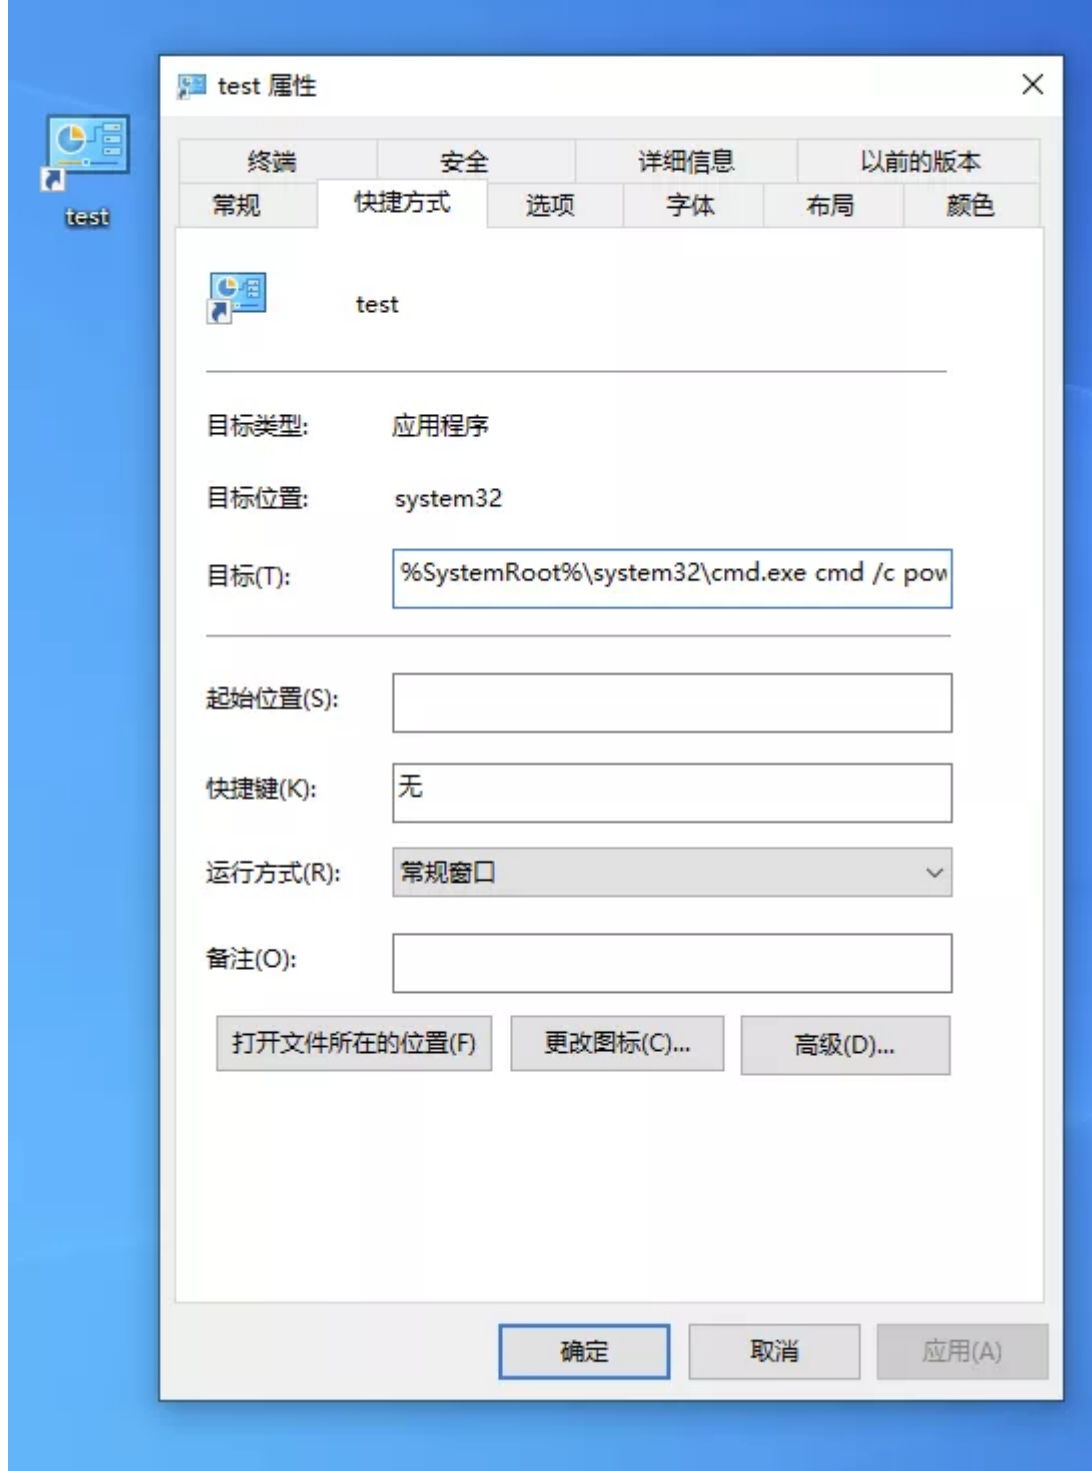 test 属性
test
终端 安全 详细信息 以前的版本
常规 快捷方式 选项 字体 布局 颜色
test
目标类型: 应用程序
目标位置: system32
目标(T): %SystemRoot%\system32\cmd.exe cmd /c pow
起始位置(S):
快捷键(K): 无
运行方式(R): 常规窗口
备注(O):
打开文件所在的位置(F) 更改图标(C)... 高级(D)...
确定 取消 应用(A)